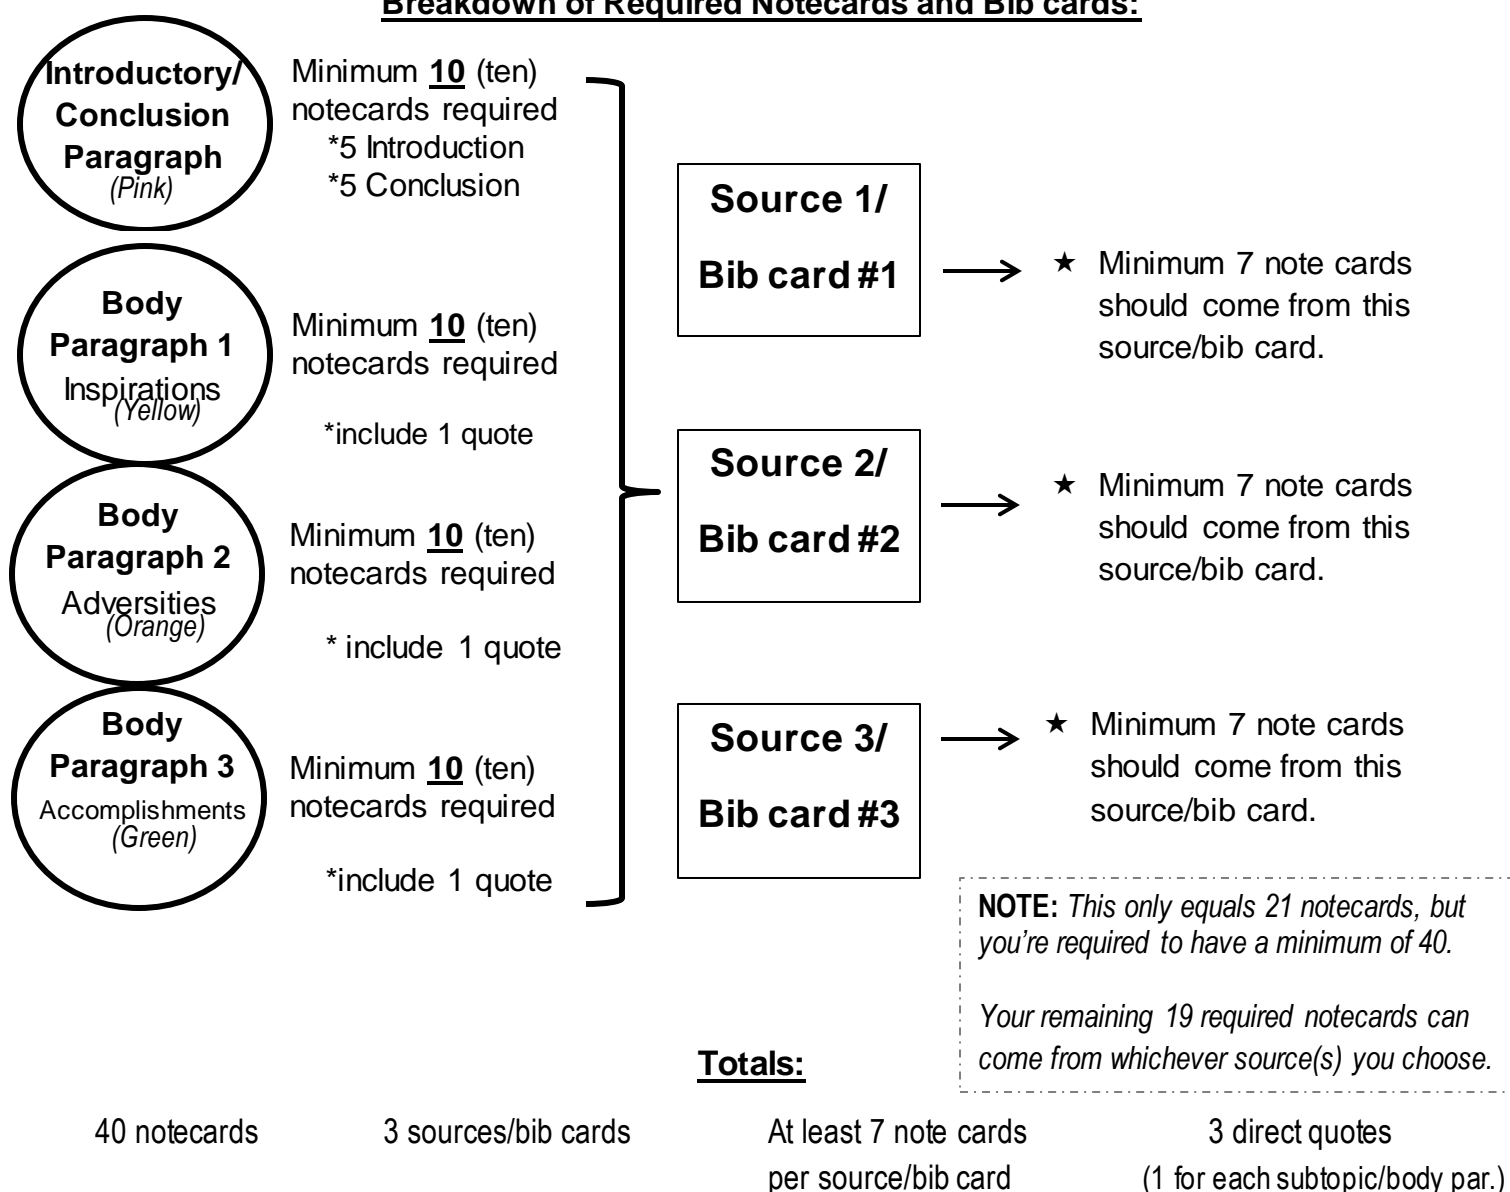 Breakdown of Required Notecards and Bib cards:
Introductory/
Conclusion
Paragraph
(Pink)
Minimum 10 (ten)
notecards required
*5 Introduction
*5 Conclusion
Body
Paragraph 1
Inspirations
(Yellow)
Minimum 10 (ten)
notecards required
*include 1 quote
Body
Paragraph 2
Adversities
(Orange)
Minimum 10 (ten)
notecards required
* include 1 quote
Body
Paragraph 3
Accomplishments
(Green)
Minimum 10 (ten)
notecards required
*include 1 quote
Source 1/
Bib card #1
★ Minimum 7 note cards
should come from this
source/bib card.
Source 2/
Bib card #2
★ Minimum 7 note cards
should come from this
source/bib card.
Source 3/
Bib card #3
★ Minimum 7 note cards
should come from this
source/bib card.
NOTE: This only equals 21 notecards, but
you're required to have a minimum of 40.
Your remaining 19 required notecards can
come from whichever source(s) you choose.
Totals:
40 notecards
3 sources/bib cards
At least 7 note cards
per source/bib card
3 direct quotes
(1 for each subtopic/body par.)